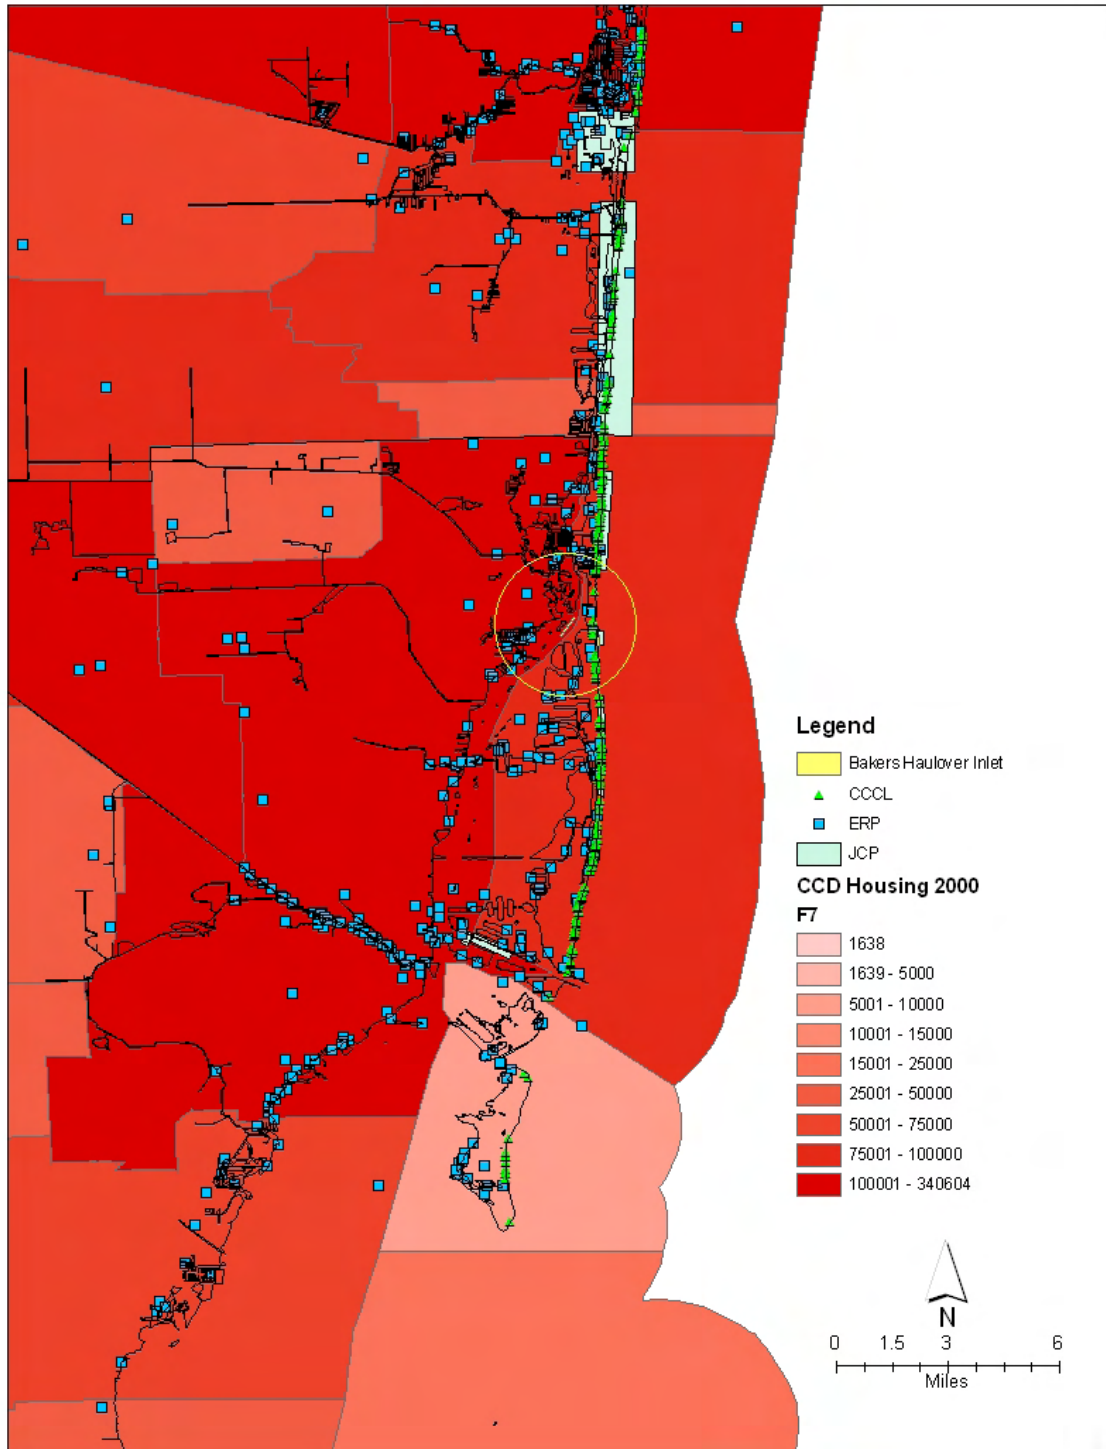 Legend
Bakers Haulover Inlet
CCCL
ERP
JCP
CCD Housing 2000
F7
1638
1639 - 5000
5001 - 10000
10001 - 15000
15001 - 25000
25001 - 50000
50001 - 75000
75001 - 100000
100001 - 340604
N
0 1.5 3 6
Miles